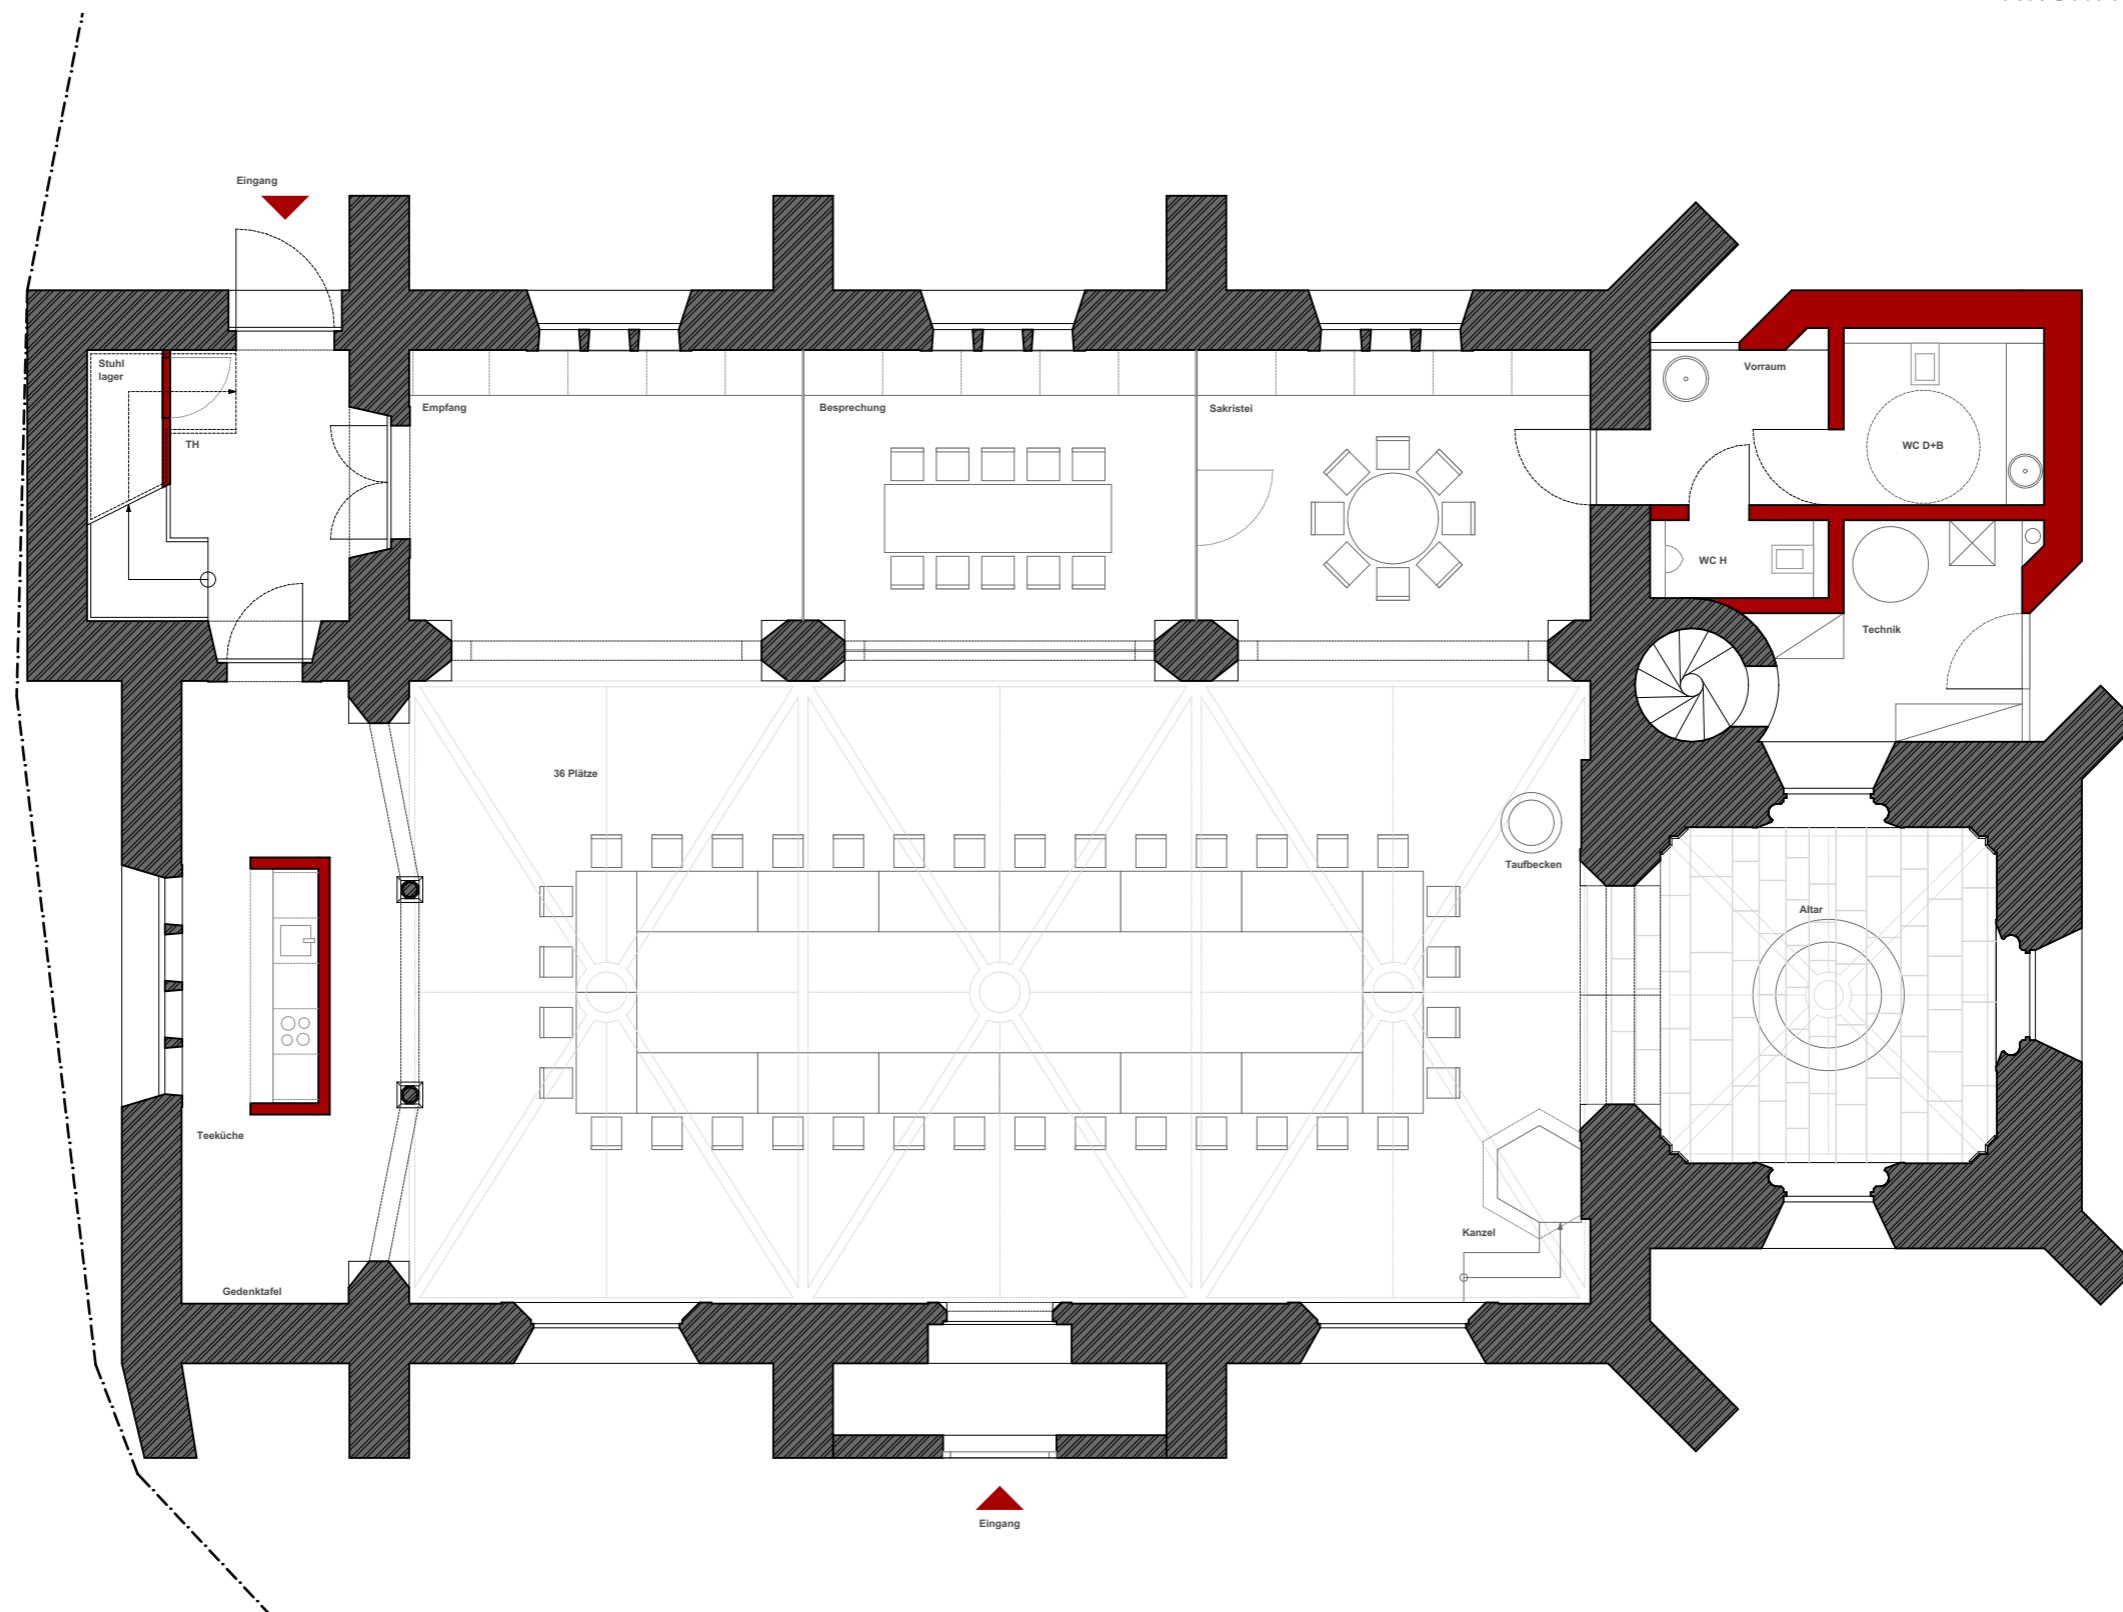 Eingang
Stuhl
lager
TH
Empfang
Besprechung
Sakristei
Vorraum
WC D+B
WC H
Technik
36 Plätze
Taufbecken
Altar
Teeküche
Kanzel
Gedenktafel
Eingang